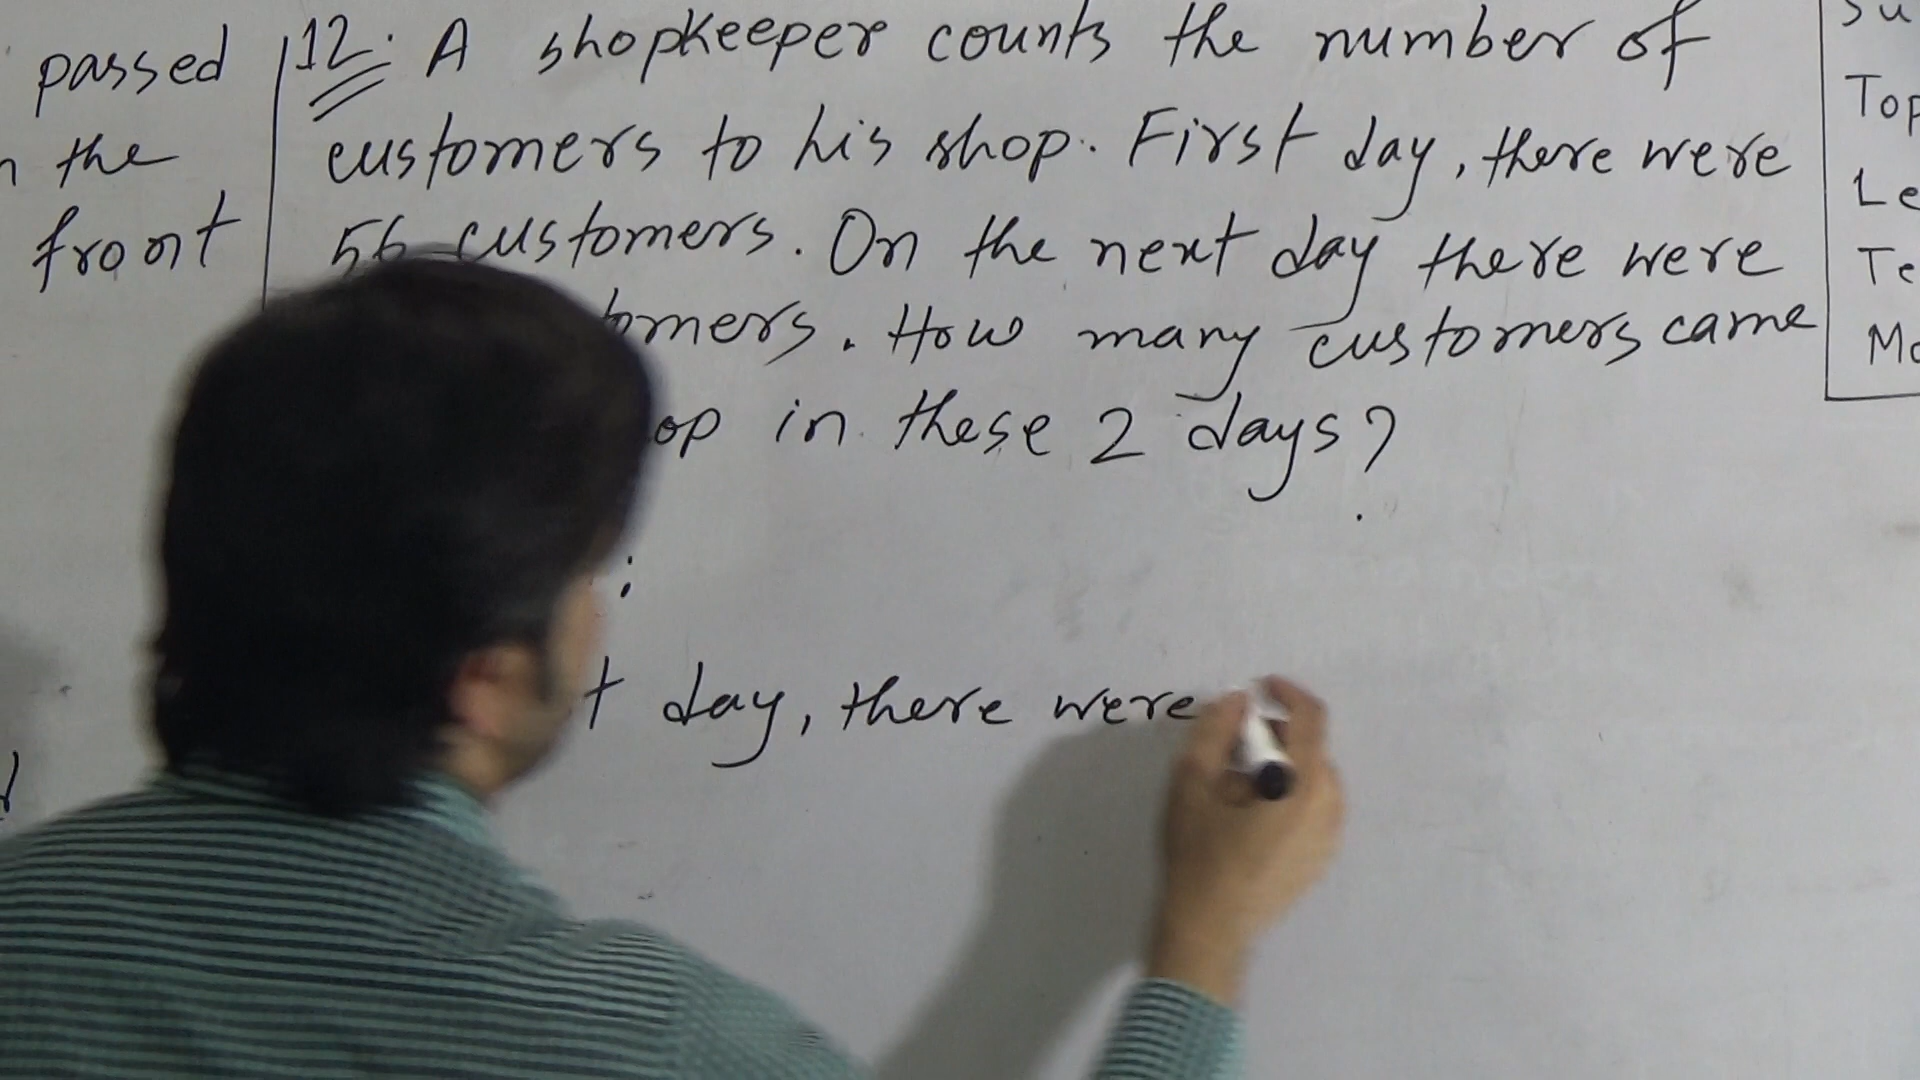 passed
the
front
12. A shopkeeper counts the number of
customers to his shop. First day, there were
56 customers. On the next day there were
omers. How many customers came
op in these 2 days?
:
t day, there were
Su
Top
Le
Te
Mo